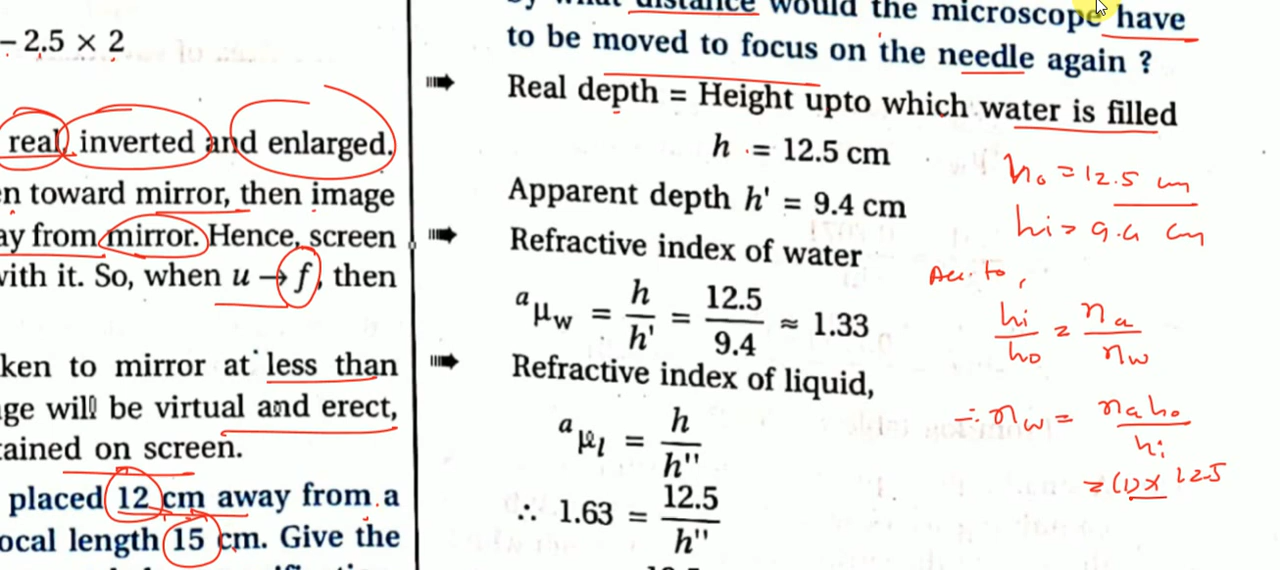 – 2.5 × 2
real, inverted and enlarged.
n toward mirror, then image
ay from mirror. Hence, screen
with it. So, when u → f, then
ken to mirror at less than
ge will be virtual and erect,
tained on screen.
placed 12 cm away from a
ocal length 15 cm. Give the
by what distance would the microscope have
to be moved to focus on the needle again ?
Real depth = Height upto which water is filled
h = 12.5 cm
Apparent depth h' = 9.4 cm
Refractive index of water
aμw = h/h' = 12.5/9.4 ≈ 1.33
Refractive index of liquid,
aμl = h/h''
∴ 1.63 = 12.5/h''
ho = 12.5 cm
hi = 9.4 cm
Acc. to,
hi/ho = na/nw
∴ nw = na ho/hi
= (1) × 12.5